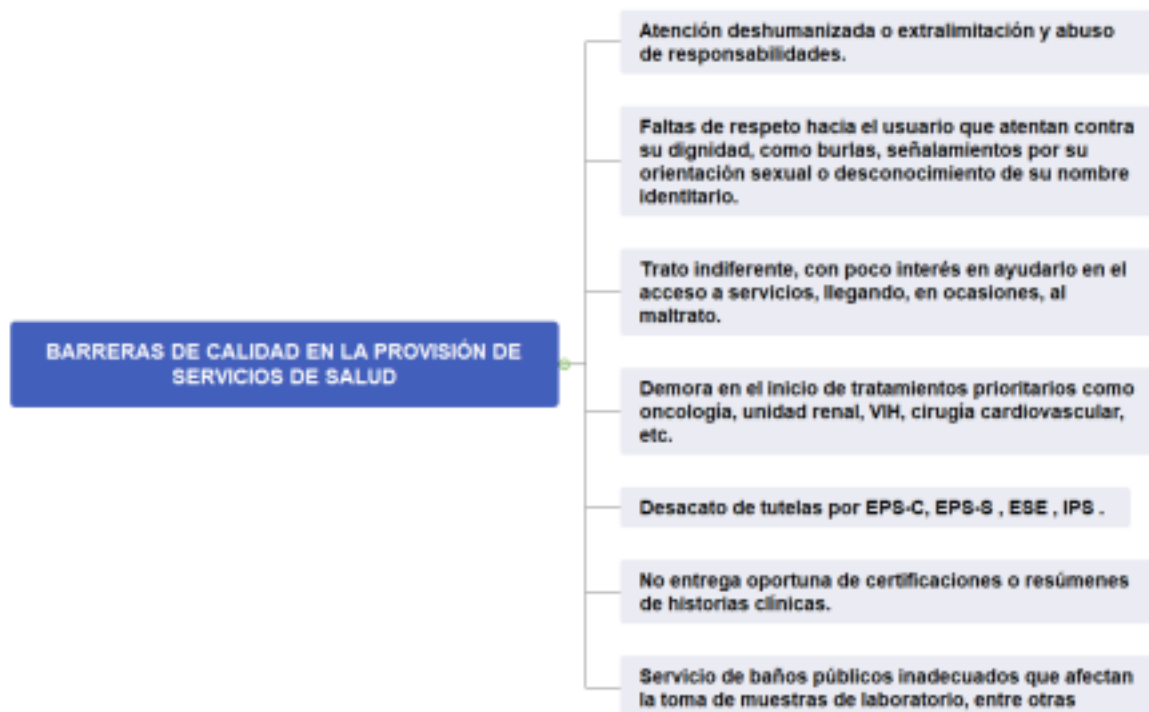 Atención deshumanizada o extralimitación y abuso
de responsabilidades.
Faltas de respeto hacia el usuario que atentan contra
su dignidad, como burlas, señalamientos por su
orientación sexual o desconocimiento de su nombre
identitario.
Trato indiferente, con poco interés en ayudarlo en el
acceso a servicios, llegando, en ocasiones, al
maltrato.
BARRERAS DE CALIDAD EN LA PROVISIÓN DE
SERVICIOS DE SALUD
Demora en el inicio de tratamientos prioritarios como
oncología, unidad renal, VIH, cirugía cardiovascular,
etc.
Desacato de tutelas por EPS-C, EPS-S , ESE , IPS .
No entrega oportuna de certificaciones o resúmenes
de historias clínicas.
Servicio de baños públicos inadecuados que afectan
la toma de muestras de laboratorio, entre otras